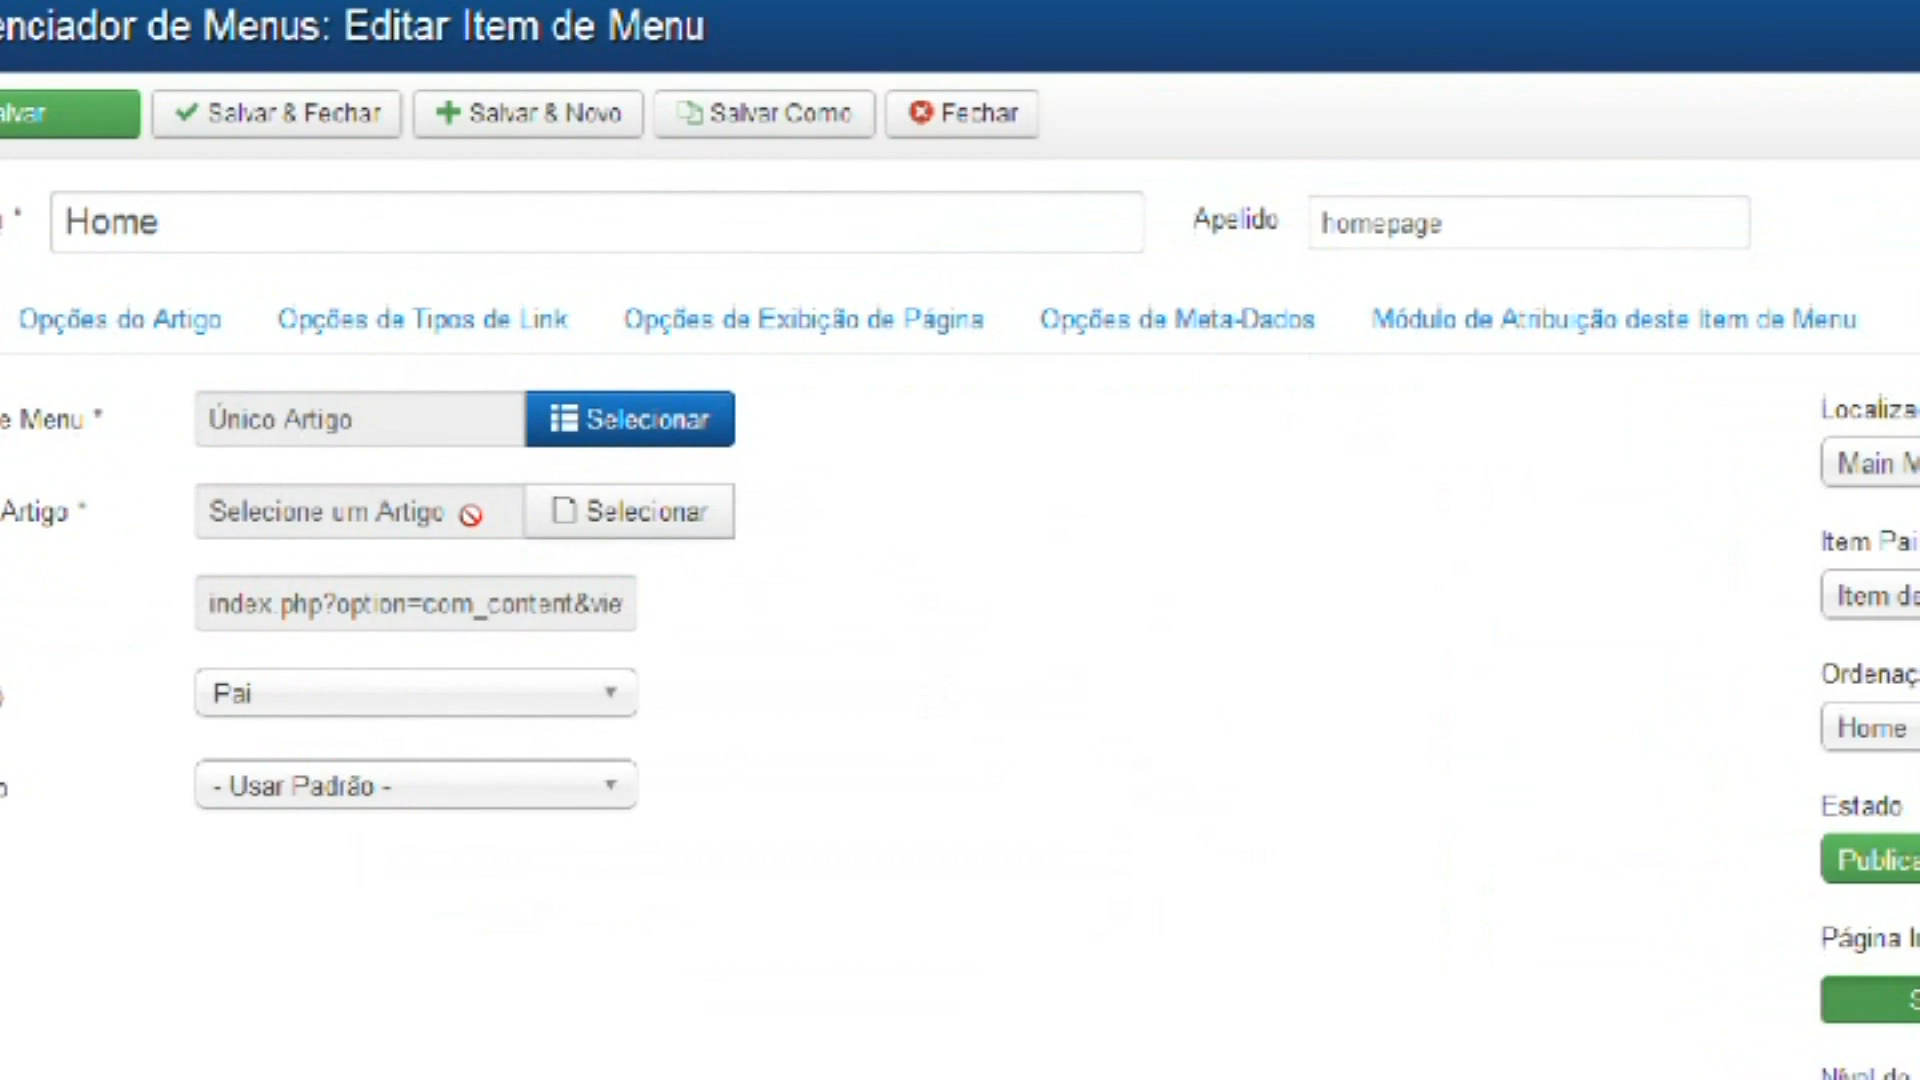 enciador de Menus: Editar Item de Menu
alvar Salvar & Fechar Salvar & Novo Salvar Como Fechar
* Home Apelido homepage
Opções do Artigo Opções de Tipos de Link Opções de Exibição de Página Opções de Meta-Dados Módulo de Atribuição deste Item de Menu
e Menu * Único Artigo Selecionar
Artigo * Selecione um Artigo Selecionar
index.php?option=com_content&vie
Pai
o - Usar Padrão -
Localiza
Main M
Item Pai
Item de
Ordenaç
Home
Estado
Publica
Página I
S
Nível de